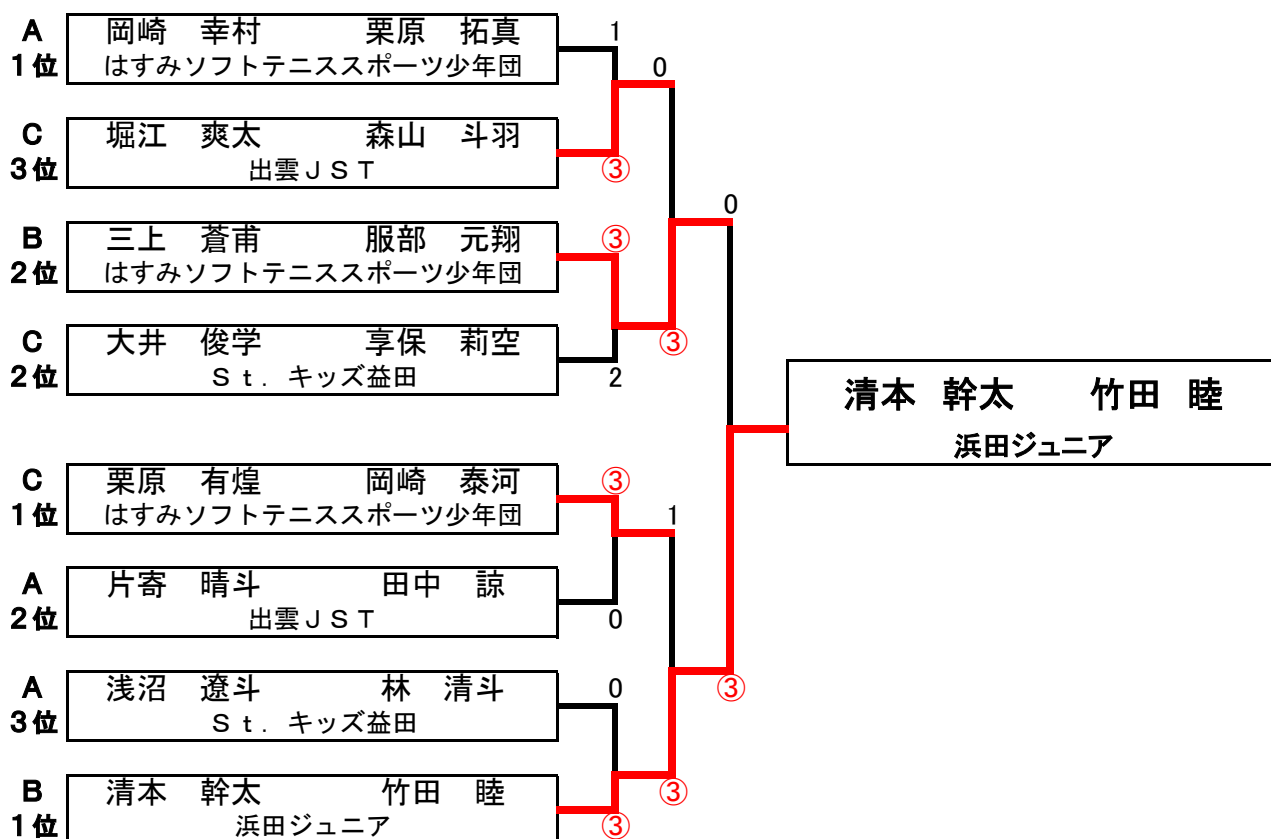 A
1位
岡崎　幸村　　　栗原　拓真
はすみソフトテニススポーツ少年団
1
0
C
3位
堀江　爽太　　　森山　斗羽
出雲ＪＳＴ
③
0
B
2位
三上　蒼甫　　　服部　元翔
はすみソフトテニススポーツ少年団
③
C
2位
大井　俊学　　　享保　莉空
Ｓｔ．キッズ益田
2
③
清本　幹太　　竹田　睦
浜田ジュニア
C
1位
栗原　有煌　　　岡崎　泰河
はすみソフトテニススポーツ少年団
③
1
A
2位
片寄　晴斗　　　田中　諒
出雲ＪＳＴ
0
A
3位
浅沼　遼斗　　　林　清斗
Ｓｔ．キッズ益田
0
③
B
1位
清本　幹太　　　竹田　睦
浜田ジュニア
③
③